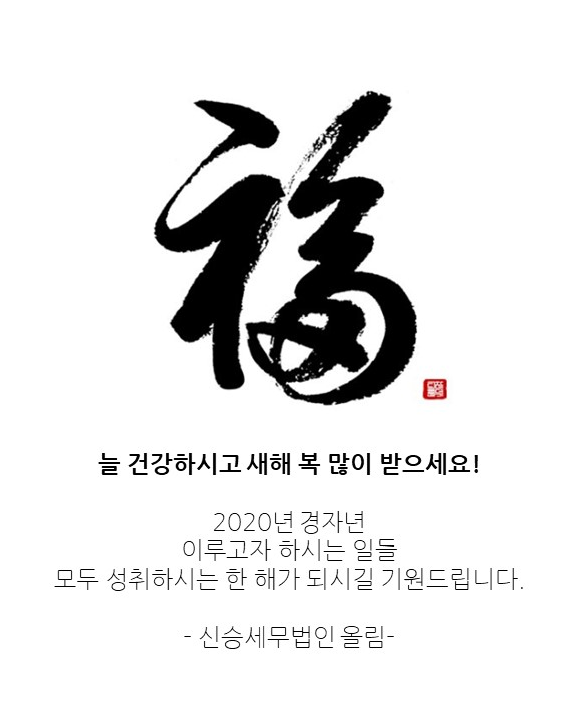 福
늘 건강하시고 새해 복 많이 받으세요!
2020년 경자년
이루고자 하시는 일들
모두 성취하시는 한 해가 되시길 기원드립니다.
- 신승세무법인 올림-